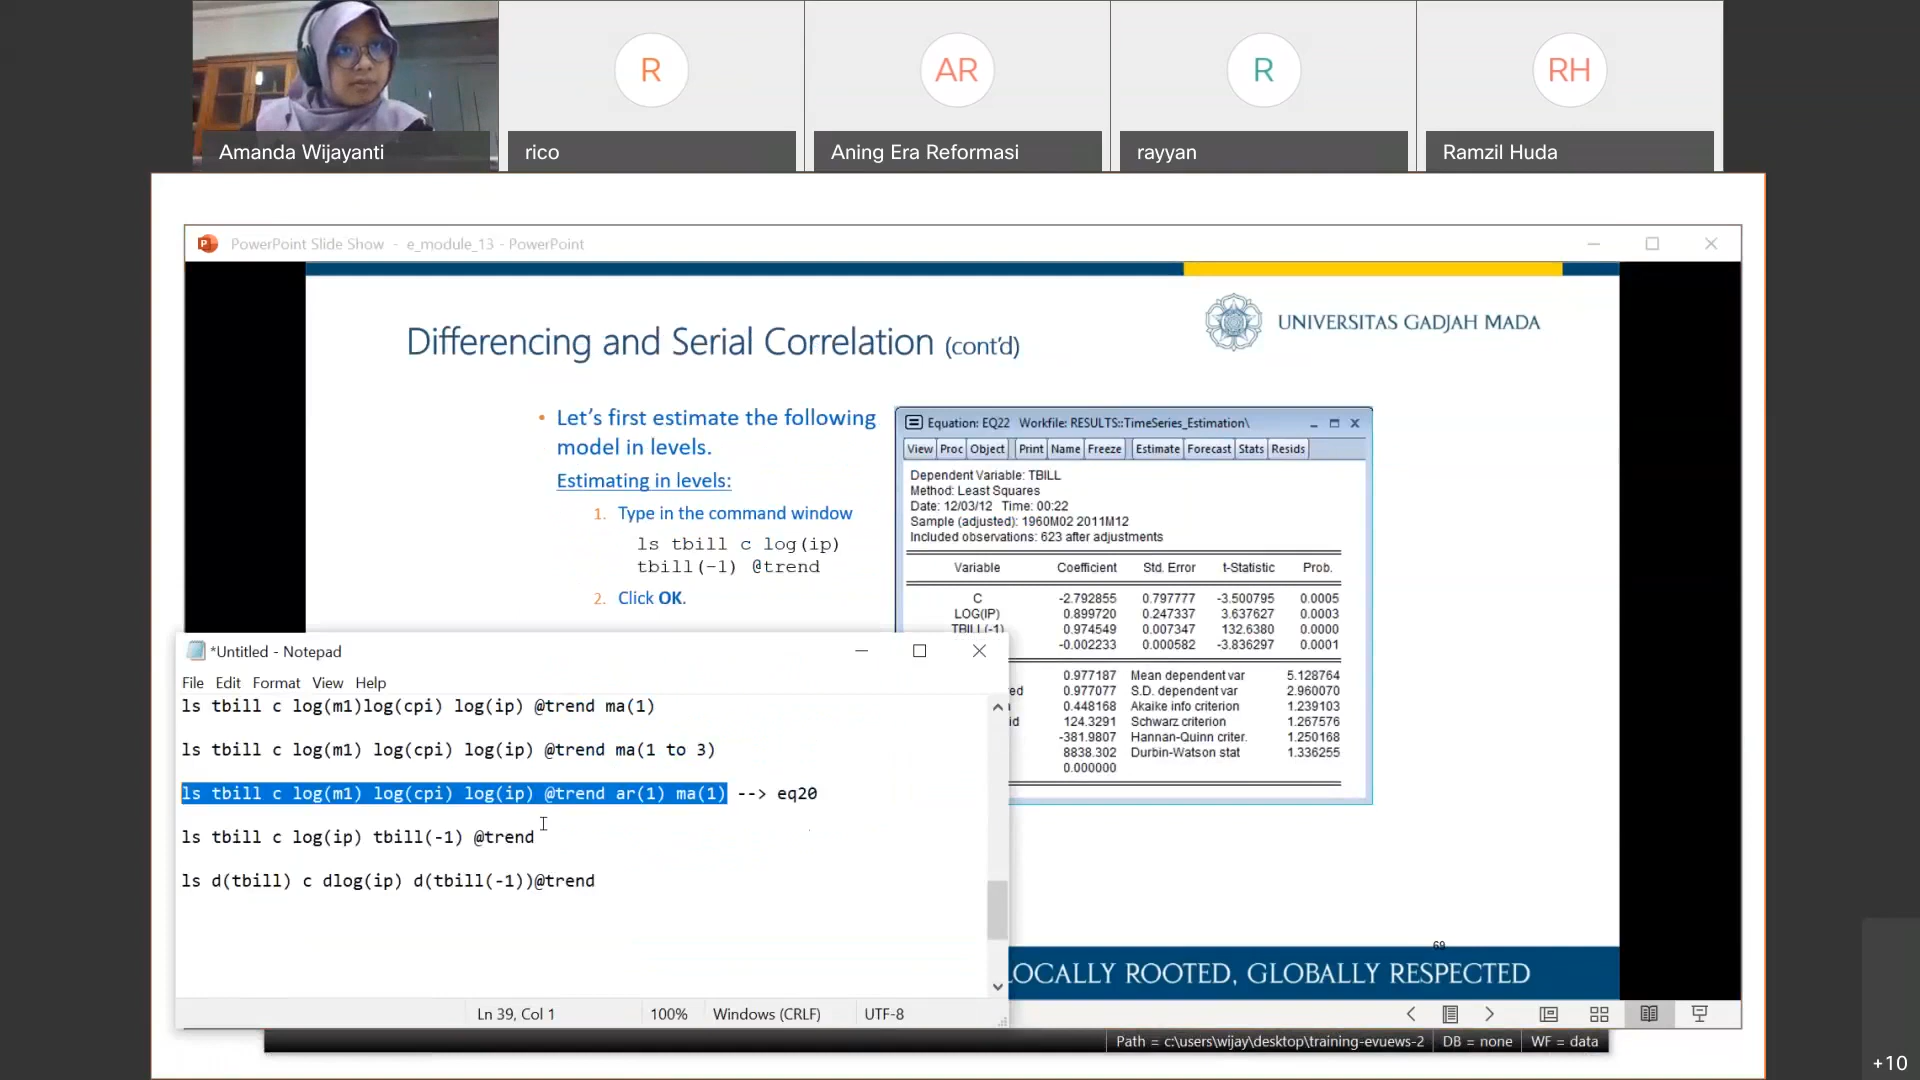 R
AR
R
RH
Amanda Wijayanti
rico
Aning Era Reformasi
rayyan
Ramzil Huda
PowerPoint Slide Show - e_module_13 - PowerPoint
UNIVERSITAS GADJAH MADA
Differencing and Serial Correlation (cont'd)
• Let's first estimate the following
model in levels.
Estimating in levels:
1. Type in the command window
ls tbill c log(ip)
tbill(-1) @trend
2. Click OK.
Equation: EQ22 Workfile: RESULTS::TimeSeries_Estimation\
View Proc Object Print Name Freeze Estimate Forecast Stats Resids
Dependent Variable: TBILL
Method: Least Squares
Date: 12/03/12 Time: 00:22
Sample (adjusted): 1960M02 2011M12
Included observations: 623 after adjustments
Variable Coefficient Std. Error t-Statistic Prob.
C -2.792855 0.797777 -3.500795 0.0005
LOG(IP) 0.899720 0.247337 3.637627 0.0003
TBILL(-1) 0.974549 0.007347 132.6380 0.0000
-0.002233 0.000582 -3.836297 0.0001
0.977187 Mean dependent var 5.128764
ed 0.977077 S.D. dependent var 2.960070
0.448168 Akaike info criterion 1.239103
id 124.3291 Schwarz criterion 1.267576
-381.9807 Hannan-Quinn criter. 1.250168
8838.302 Durbin-Watson stat 1.336255
0.000000
*Untitled - Notepad
File Edit Format View Help
ls tbill c log(m1)log(cpi) log(ip) @trend ma(1)
ls tbill c log(m1) log(cpi) log(ip) @trend ma(1 to 3)
ls tbill c log(m1) log(cpi) log(ip) @trend ar(1) ma(1) --> eq20
ls tbill c log(ip) tbill(-1) @trend
ls d(tbill) c dlog(ip) d(tbill(-1))@trend
Ln 39, Col 1 100% Windows (CRLF) UTF-8
69
OCALLY ROOTED, GLOBALLY RESPECTED
Path = c:\users\wijay\desktop\training-evuews-2 DB = none WF = data
+10